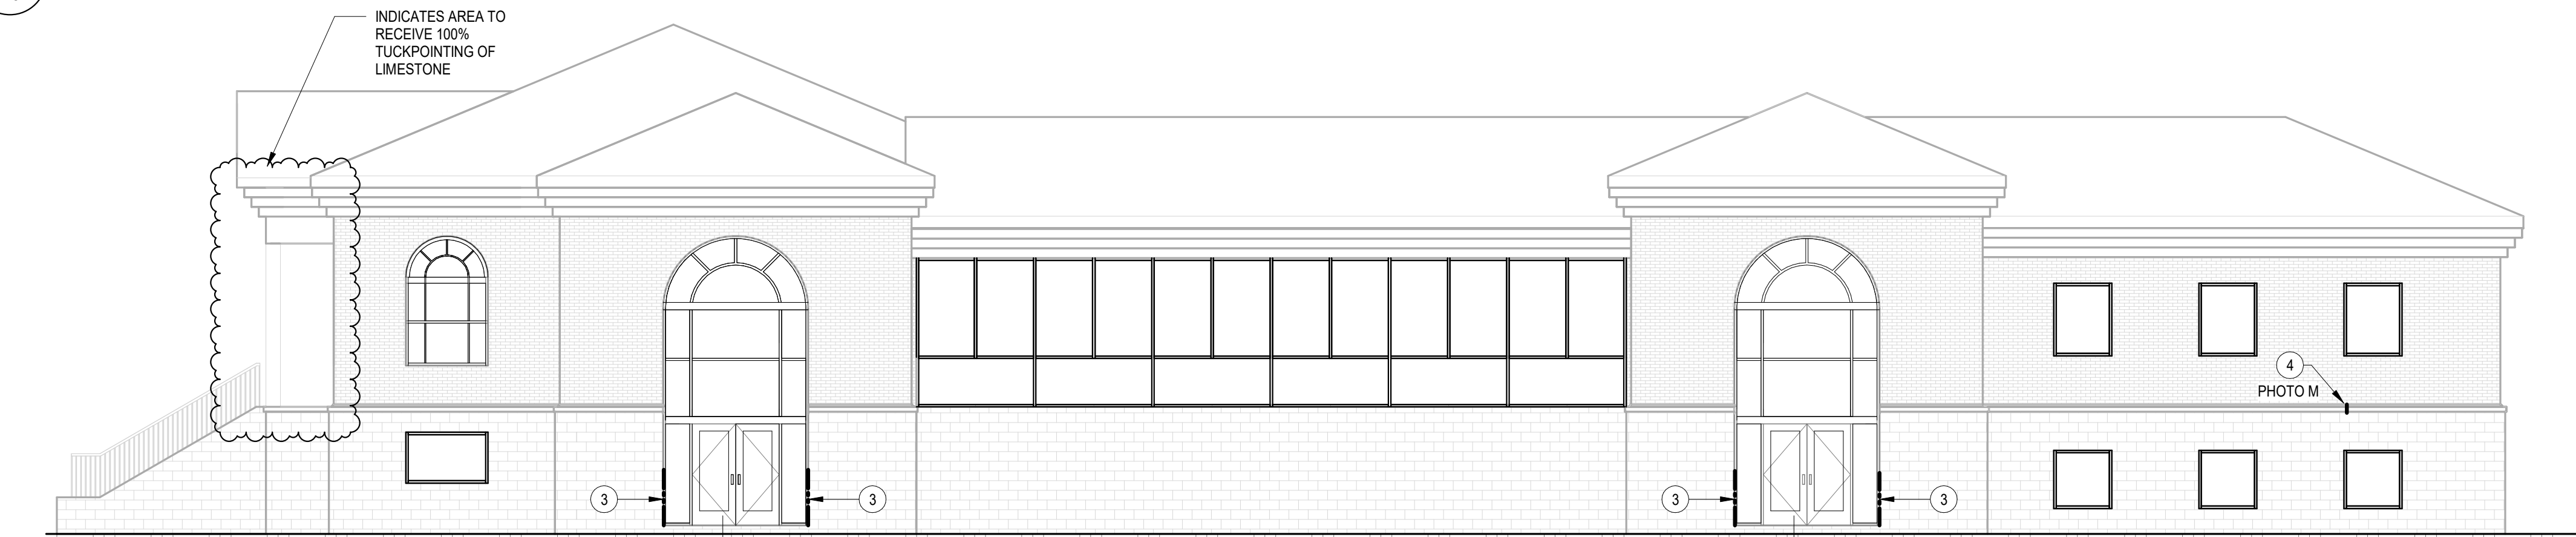 INDICATES AREA TO
RECEIVE 100%
TUCKPOINTING OF
LIMESTONE
4
PHOTO M
3
3
3
3